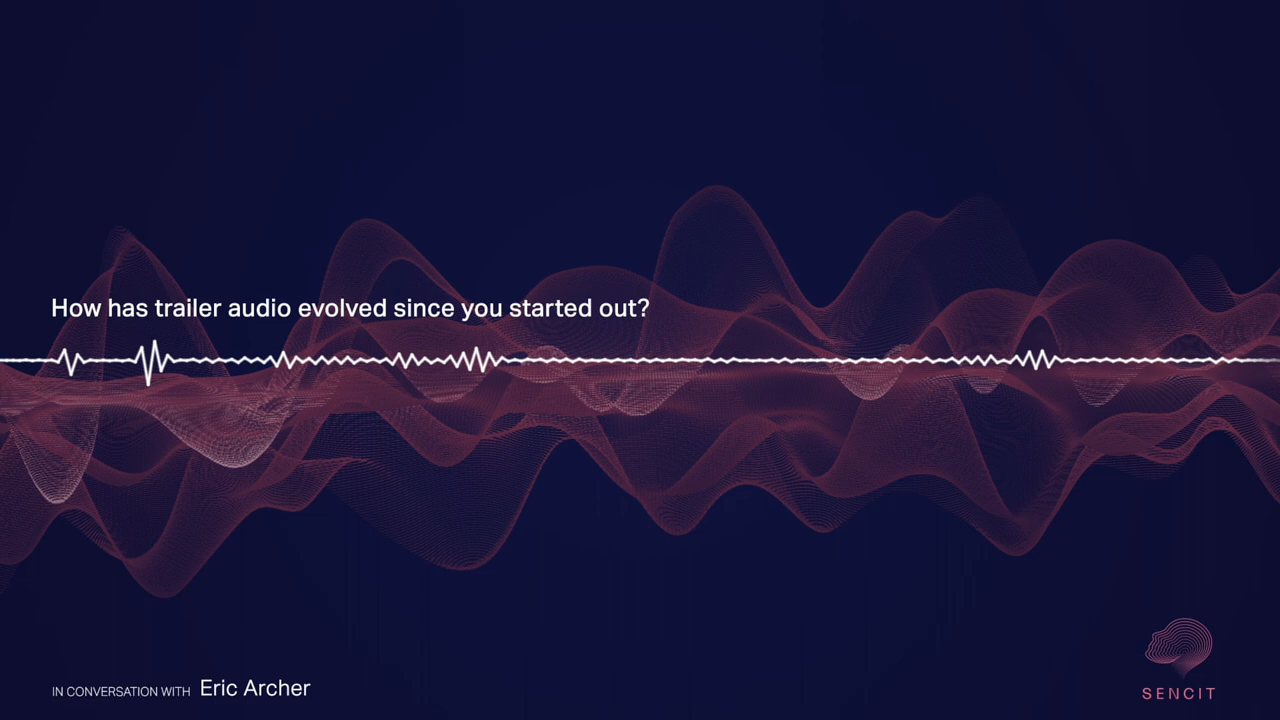 How has trailer audio evolved since you started out?
IN CONVERSATION WITH Eric Archer
SENCIT